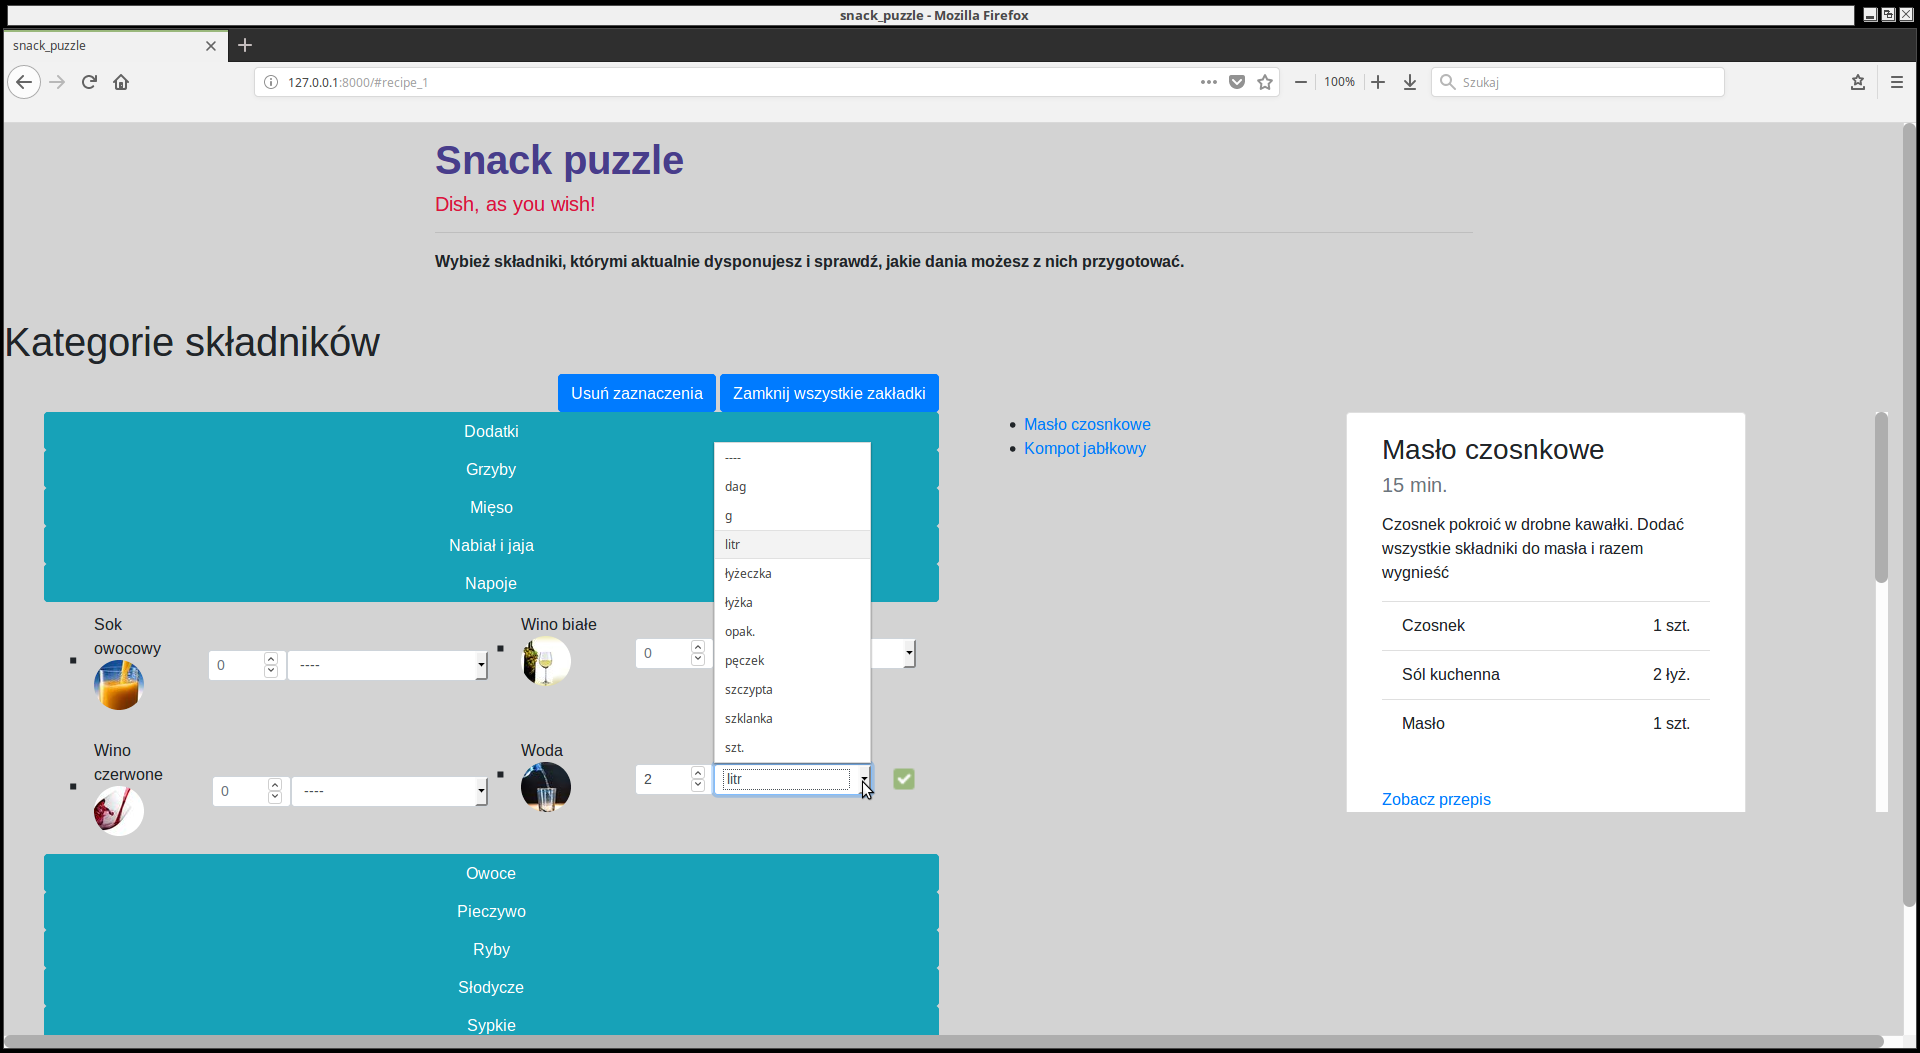 snack_puzzle - Mozilla Firefox
snack_puzzle
127.0.0.1:8000/#recipe_1
100%
Szukaj
Snack puzzle
Dish, as you wish!
Wybież składniki, którymi aktualnie dysponujesz i sprawdź, jakie dania możesz z nich przygotować.
Kategorie składników
Usuń zaznaczenia
Zamknij wszystkie zakładki
Dodatki
Grzyby
Mięso
Nabiał i jaja
Napoje
Sok
owocowy
0
----
Wino białe
0
Wino
czerwone
0
----
Woda
2
litr
----
dag
g
litr
łyżeczka
łyżka
opak.
pęczek
szczypta
szklanka
szt.
Owoce
Pieczywo
Ryby
Słodycze
Sypkie
Masło czosnkowe
Kompot jabłkowy
Masło czosnkowe
15 min.
Czosnek pokroić w drobne kawałki. Dodać
wszystkie składniki do masła i razem
wygnieść
Czosnek 1 szt.
Sól kuchenna 2 łyż.
Masło 1 szt.
Zobacz przepis